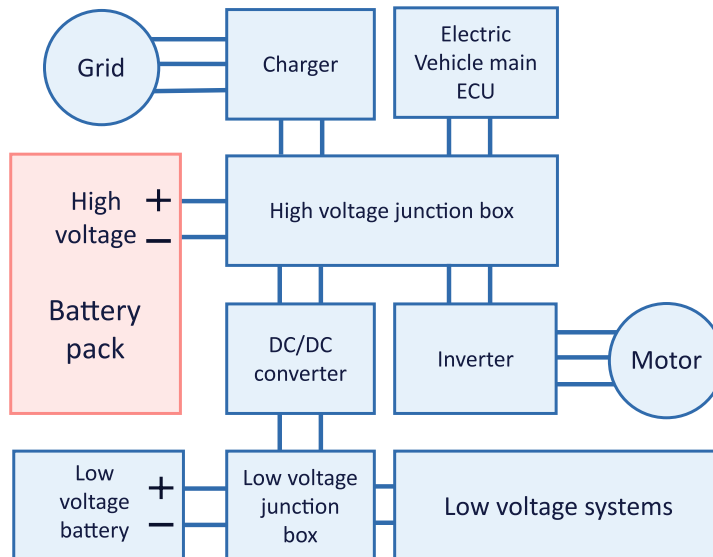 Grid
Charger
Electric
Vehicle main
ECU
High
voltage
+
−
Battery
pack
High voltage junction box
DC/DC
converter
Inverter
Motor
Low
voltage
battery
+
−
Low voltage
junction
box
Low voltage systems